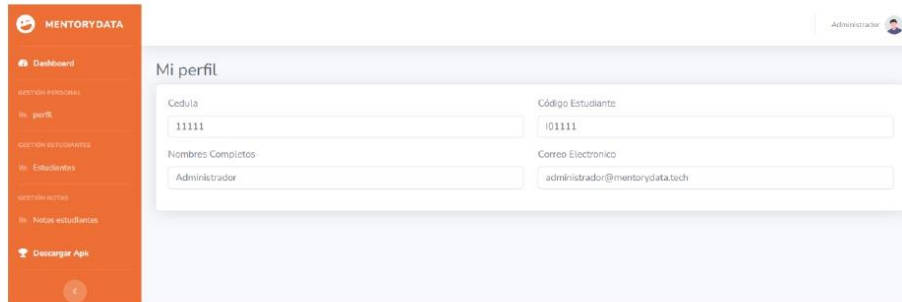 MENTORYDATA
Administrador
Dashboard
GESTIÓN PERSONAL
perfil
GESTIÓN ESTUDIANTES
Estudiantes
GESTIÓN NOTAS
Notas estudiantes
Descargar Apk
Mi perfil
Cedula
Código Estudiante
11111
I01111
Nombres Completos
Correo Electronico
Administrador
administrador@mentorydata.tech